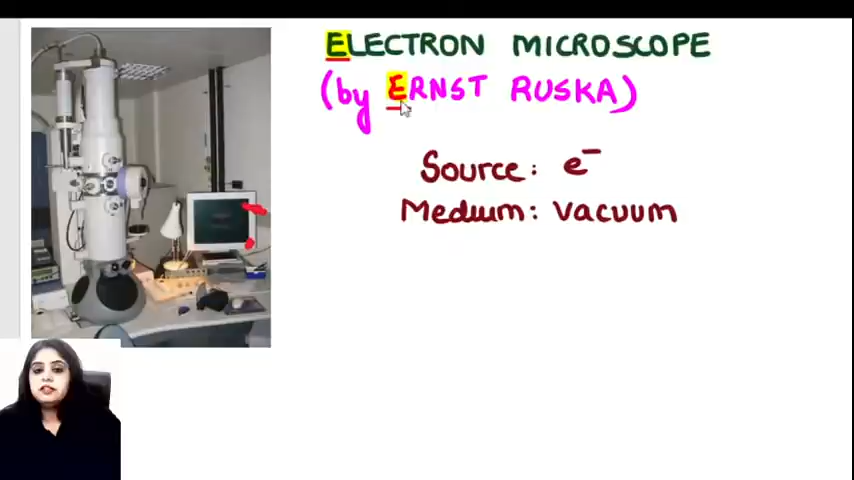 ELECTRON MICROSCOPE
(by ERNST RUSKA)
Source: e⁻
Medium: Vacuum